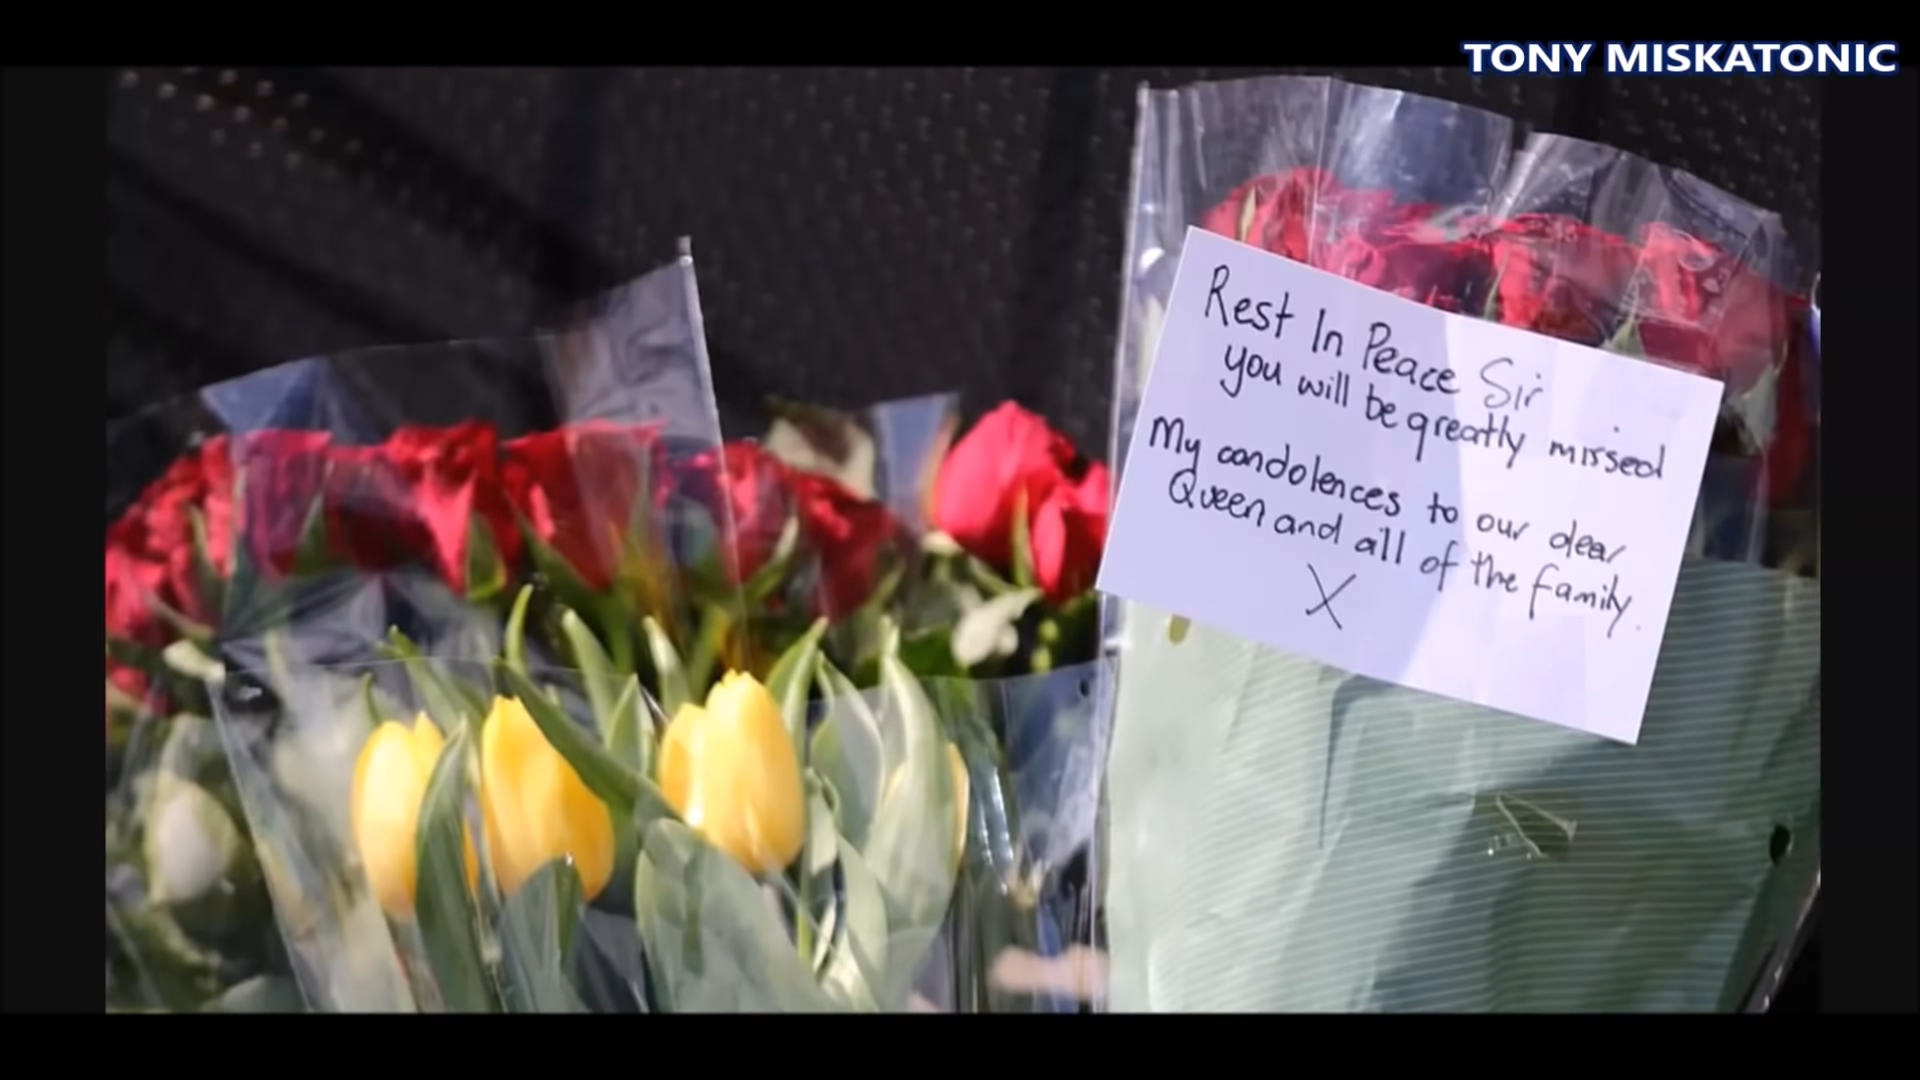 TONY MISKATONIC
Rest In Peace Sir
you will be greatly missed
My condolences to our dear
Queen and all of the family.
X